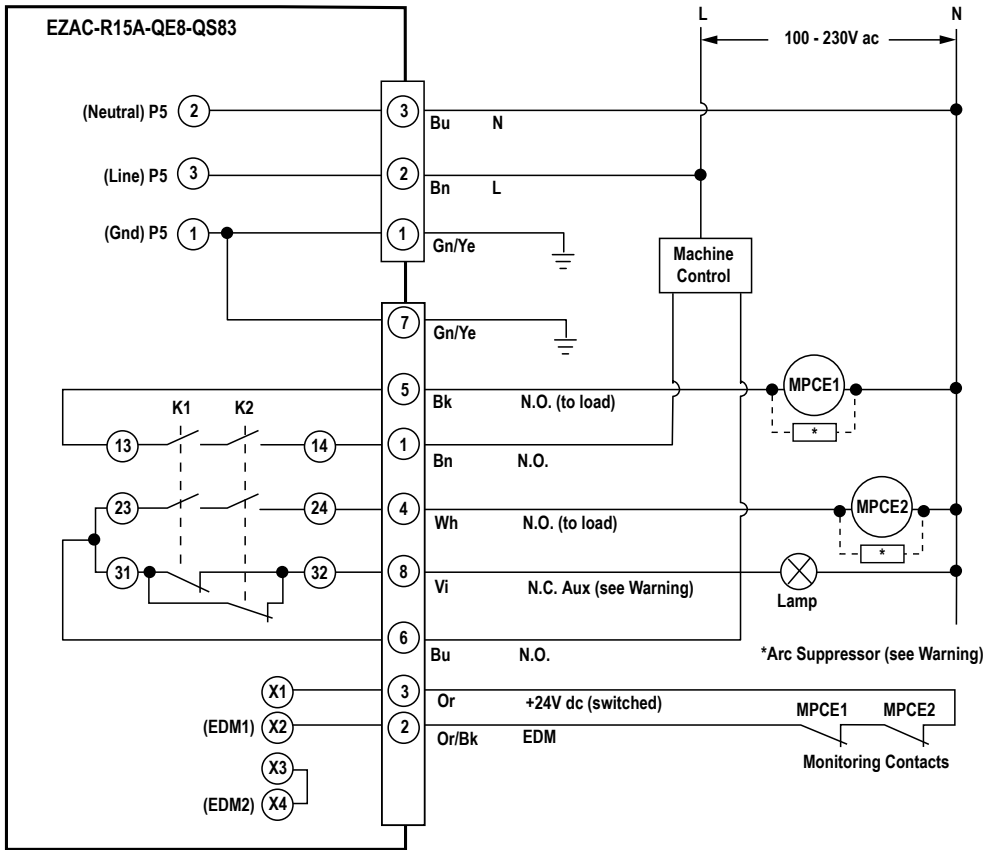 EZAC-R15A-QE8-QS83
L
N
100 - 230V ac
(Neutral) P5 2
3
Bu N
(Line) P5 3
2
Bn L
(Gnd) P5 1
1
Gn/Ye
Machine
Control
7
Gn/Ye
5
Bk N.O. (to load)
MPCE1
*
K1 K2
13 14
1
Bn N.O.
23 24
4
Wh N.O. (to load)
MPCE2
*
31 32
8
Vi N.C. Aux (see Warning)
Lamp
6
Bu N.O.
*Arc Suppressor (see Warning)
X1
3
Or +24V dc (switched)
MPCE1 MPCE2
(EDM1) X2
2
Or/Bk EDM
Monitoring Contacts
X3
(EDM2) X4